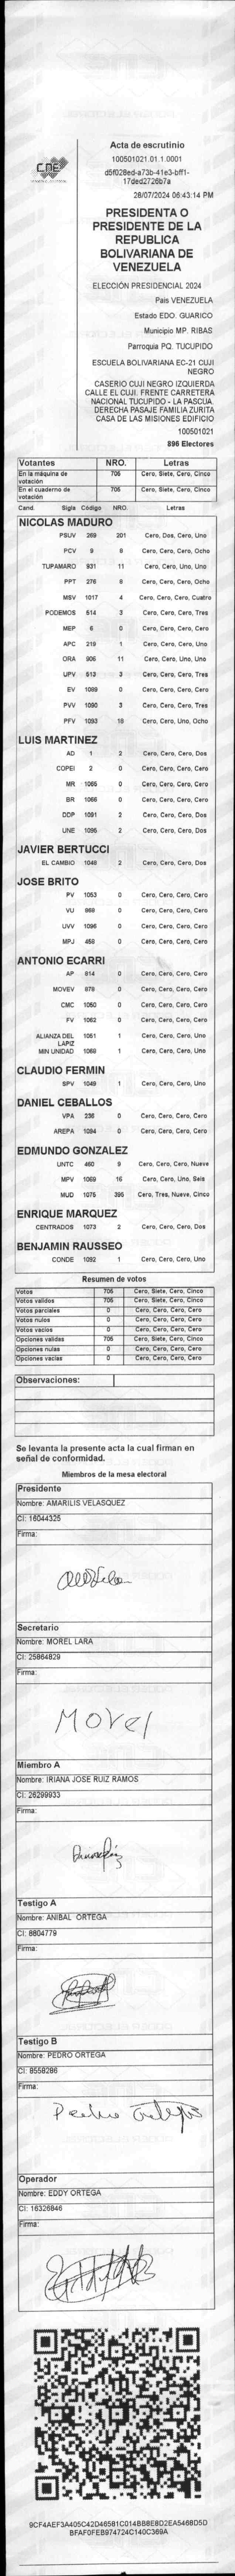 CNE
Acta de escrutinio
100501021.01.1.0001
d5f028ed-a73b-41e3-bff1-
17ded2726b7a
28/07/2024 06:43:14 PM
PRESIDENTA O
PRESIDENTE DE LA
REPUBLICA
BOLIVARIANA DE
VENEZUELA
ELECCIÓN PRESIDENCIAL 2024
País VENEZUELA
Estado EDO. GUARICO
Municipio MP. RIBAS
Parroquia PQ. TUCUPIDO
ESCUELA BOLIVARIANA EC-21 CUJI
NEGRO
CASERIO CUJI NEGRO IZQUIERDA
CALLE EL CUJI. FRENTE CARRETERA
NACIONAL TUCUPIDO - LA PASCUA.
DERECHA PASAJE FAMILIA ZURITA
CASA DE LAS MISIONES EDIFICIO
100501021
896 Electores
Votantes NRO. Letras
En la máquina de votación 705 Cero, Siete, Cero, Cinco
En el cuaderno de votación 705 Cero, Siete, Cero, Cinco
Cand. Sigla Código NRO. Letras
NICOLAS MADURO
PSUV 269 201 Cero, Dos, Cero, Uno
PCV 9 8 Cero, Cero, Cero, Ocho
TUPAMARO 931 11 Cero, Cero, Uno, Uno
PPT 276 8 Cero, Cero, Cero, Ocho
MSV 1017 4 Cero, Cero, Cero, Cuatro
PODEMOS 514 3 Cero, Cero, Cero, Tres
MEP 6 0 Cero, Cero, Cero, Cero
APC 219 1 Cero, Cero, Cero, Uno
ORA 906 11 Cero, Cero, Uno, Uno
UPV 513 3 Cero, Cero, Cero, Tres
EV 1089 0 Cero, Cero, Cero, Cero
PVV 1090 3 Cero, Cero, Cero, Tres
PFV 1093 18 Cero, Cero, Uno, Ocho
LUIS MARTINEZ
AD 1 2 Cero, Cero, Cero, Dos
COPEI 2 0 Cero, Cero, Cero, Cero
MR 1065 0 Cero, Cero, Cero, Cero
BR 1066 0 Cero, Cero, Cero, Cero
DDP 1091 2 Cero, Cero, Cero, Dos
UNE 1095 2 Cero, Cero, Cero, Dos
JAVIER BERTUCCI
EL CAMBIO 1048 2 Cero, Cero, Cero, Dos
JOSE BRITO
PV 1053 0 Cero, Cero, Cero, Cero
VU 868 0 Cero, Cero, Cero, Cero
UVV 1096 0 Cero, Cero, Cero, Cero
MPJ 458 0 Cero, Cero, Cero, Cero
ANTONIO ECARRI
AP 814 0 Cero, Cero, Cero, Cero
MOVEV 878 0 Cero, Cero, Cero, Cero
CMC 1050 0 Cero, Cero, Cero, Cero
FV 1062 0 Cero, Cero, Cero, Cero
ALIANZA DEL LAPIZ 1051 1 Cero, Cero, Cero, Uno
MIN UNIDAD 1068 1 Cero, Cero, Cero, Uno
CLAUDIO FERMIN
SPV 1049 1 Cero, Cero, Cero, Uno
DANIEL CEBALLOS
VPA 236 0 Cero, Cero, Cero, Cero
AREPA 1094 0 Cero, Cero, Cero, Cero
EDMUNDO GONZALEZ
UNTC 460 9 Cero, Cero, Cero, Nueve
MPV 1069 16 Cero, Cero, Uno, Seis
MUD 1075 395 Cero, Tres, Nueve, Cinco
ENRIQUE MARQUEZ
CENTRADOS 1073 2 Cero, Cero, Cero, Dos
BENJAMIN RAUSSEO
CONDE 1092 1 Cero, Cero, Cero, Uno
Resumen de votos
Votos 705 Cero, Siete, Cero, Cinco
Votos validos 705 Cero, Siete, Cero, Cinco
Votos parciales 0 Cero, Cero, Cero, Cero
Votos nulos 0 Cero, Cero, Cero, Cero
Votos vacios 0 Cero, Cero, Cero, Cero
Opciones validas 705 Cero, Siete, Cero, Cinco
Opciones nulas 0 Cero, Cero, Cero, Cero
Opciones vacias 0 Cero, Cero, Cero, Cero
Observaciones:
Se levanta la presente acta la cual firman en
señal de conformidad.
Miembros de la mesa electoral
Presidente
Nombre: AMARILIS VELASQUEZ
CI: 16044325
Firma:
Secretario
Nombre: MOREL LARA
CI: 25864829
Firma:
Morel
Miembro A
Nombre: IRIANA JOSE RUIZ RAMOS
CI: 26299933
Firma:
Testigo A
Nombre: ANIBAL ORTEGA
CI: 8804779
Firma:
Testigo B
Nombre: PEDRO ORTEGA
CI: 8558286
Firma:
Pedro Ortega
Operador
Nombre: EDDY ORTEGA
CI: 16326846
Firma:
9CF4AEF3A405C42D46581C014BB8E8D2EA5468D5D
BFAF0FEB974724C140C369A